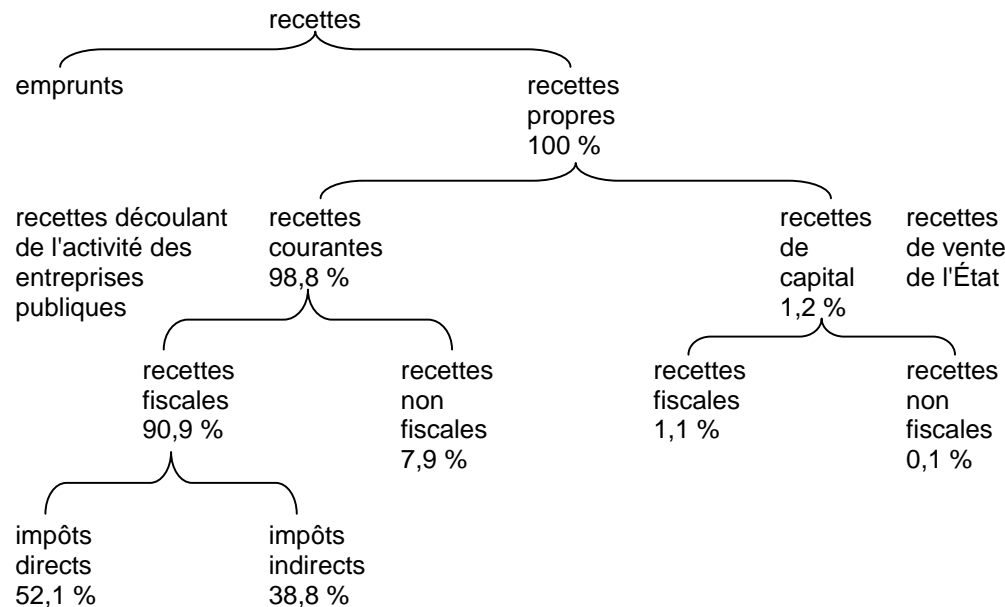 recettes
emprunts
recettes
propres
100 %
recettes découlant
de l'activité des
entreprises
publiques
recettes
courantes
98,8 %
recettes
de
capital
1,2 %
recettes
de vente
de l'État
recettes
fiscales
90,9 %
recettes
non
fiscales
7,9 %
recettes
fiscales
1,1 %
recettes
non
fiscales
0,1 %
impôts
directs
52,1 %
impôts
indirects
38,8 %